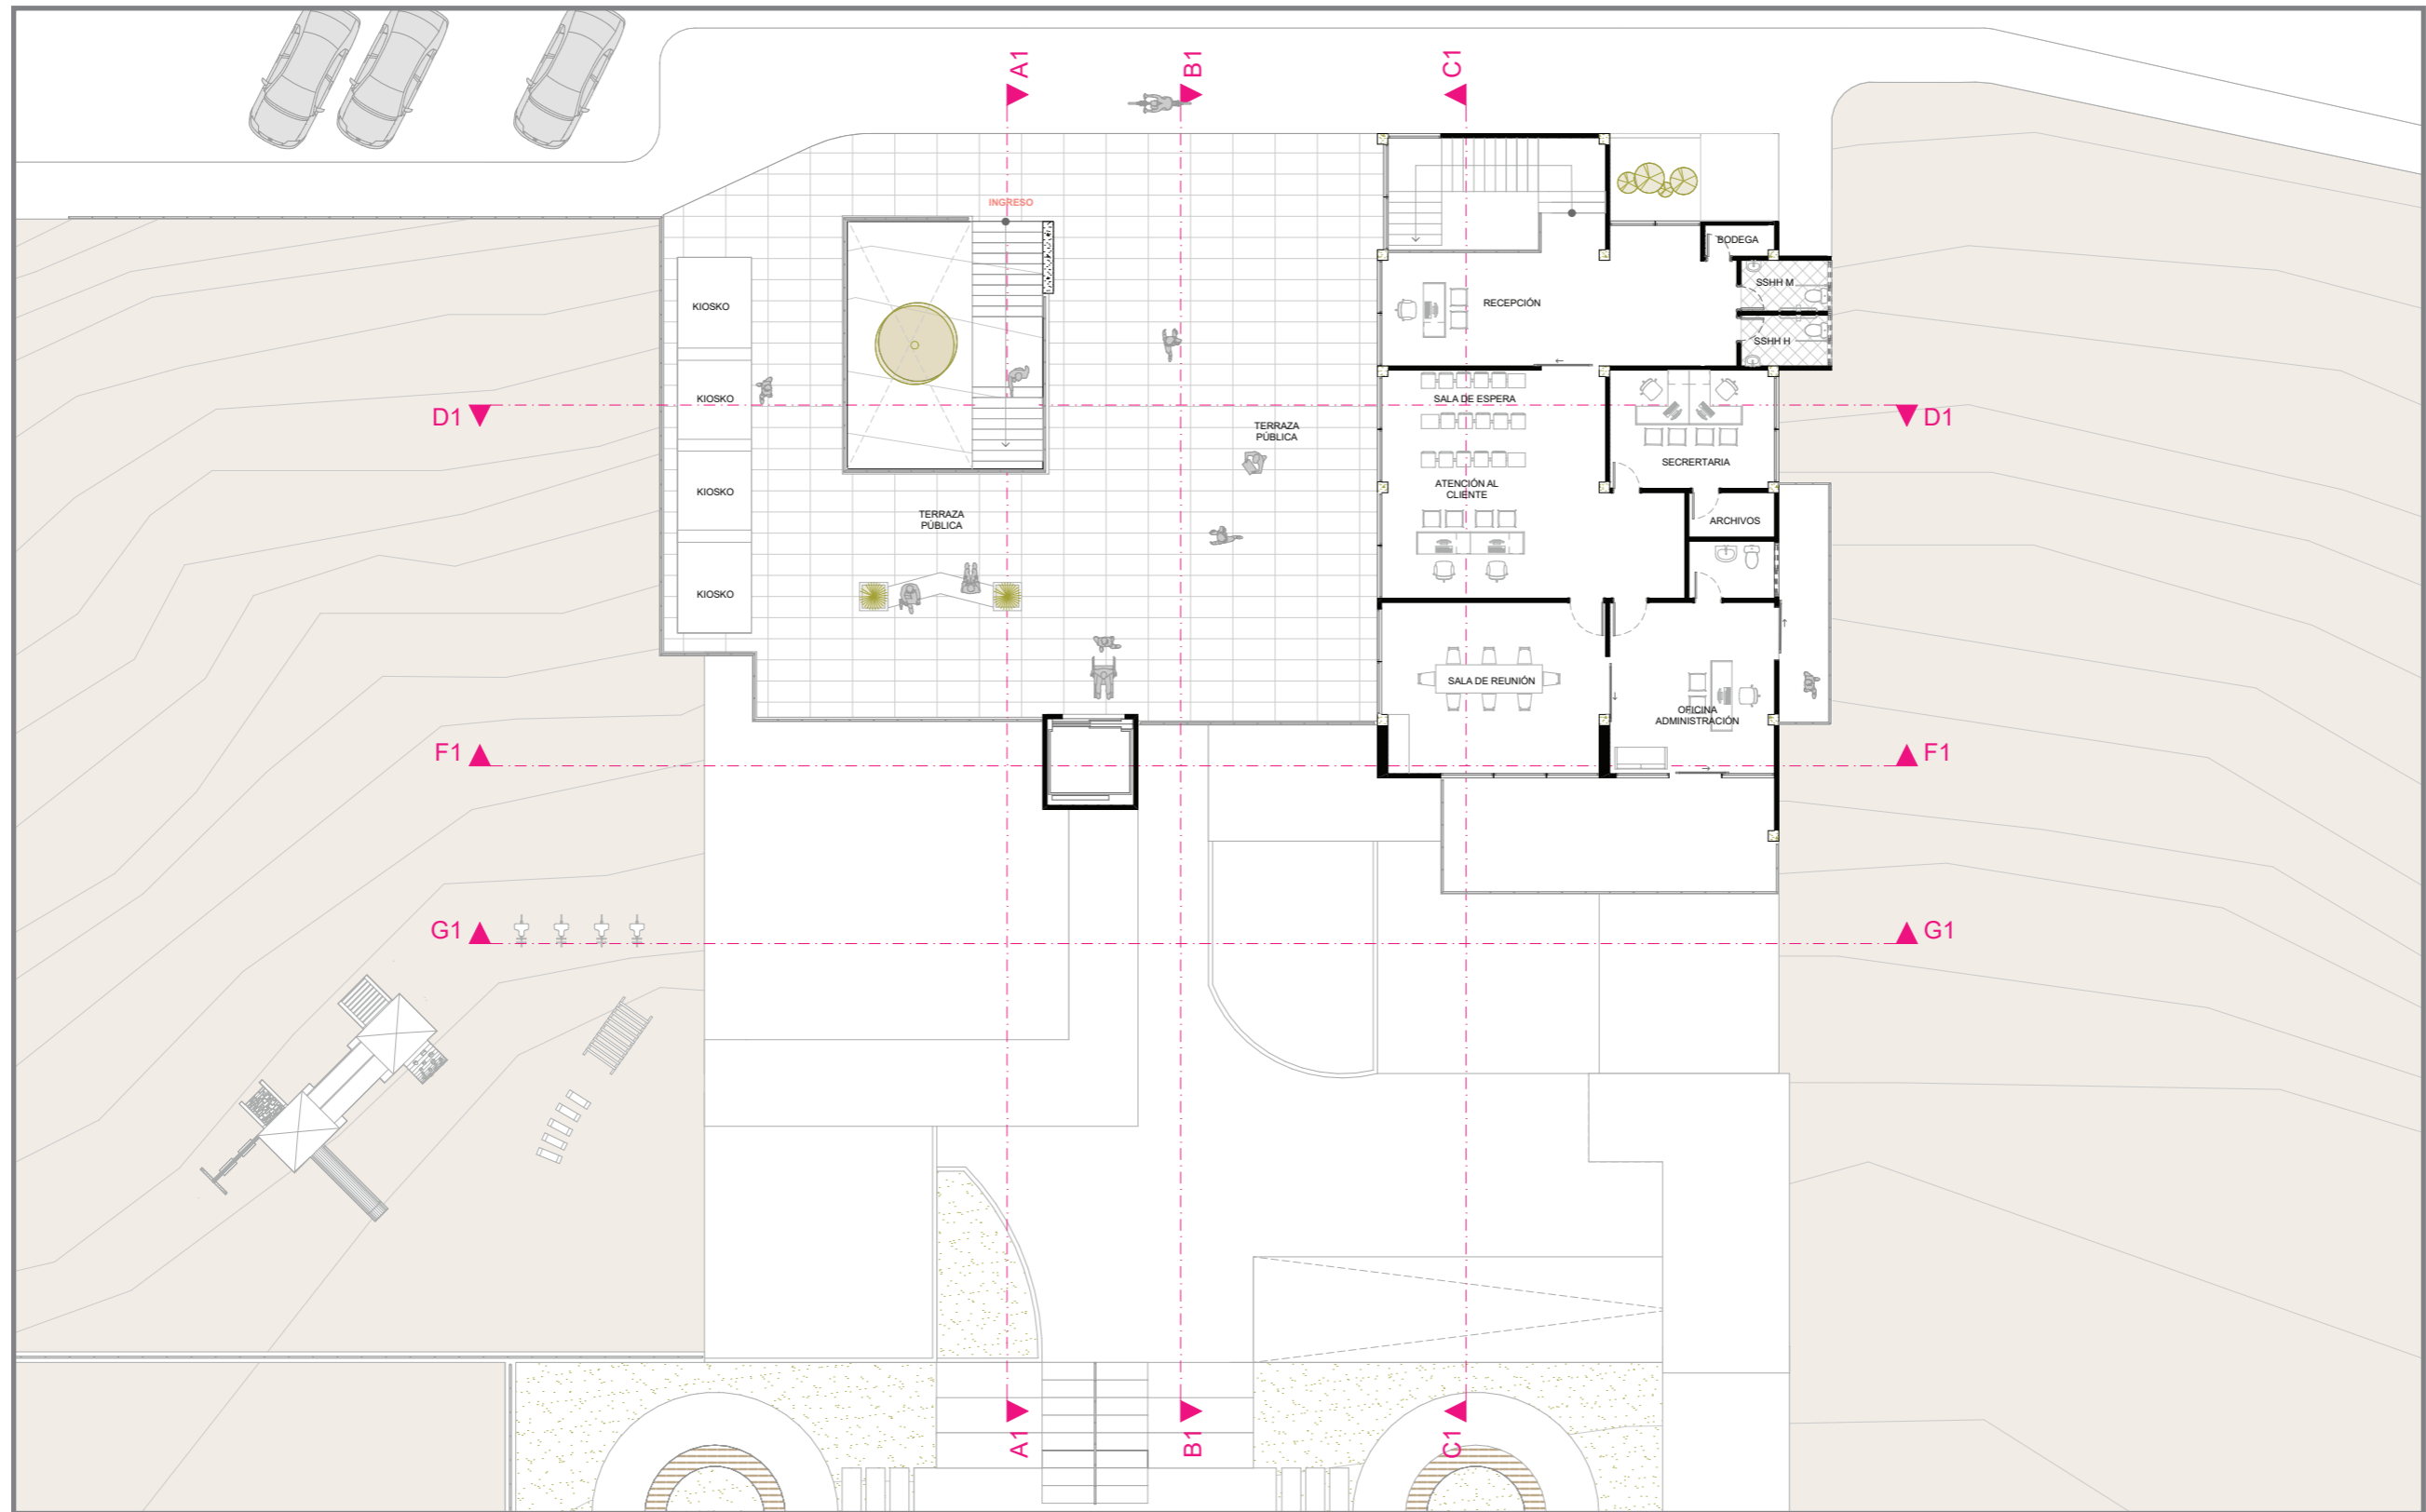 A1
B1
C1
INGRESO
BODEGA
SSHH M
RECEPCIÓN
KIOSKO
SSHH H
KIOSKO
SALA DE ESPERA
D1
D1
TERRAZA
PÚBLICA
SECRERTARIA
KIOSKO
ATENCIÓN AL
CLIENTE
TERRAZA
PÚBLICA
ARCHIVOS
KIOSKO
SALA DE REUNIÓN
OFICINA
ADMINISTRACIÓN
F1
F1
G1
G1
A1
B1
C1